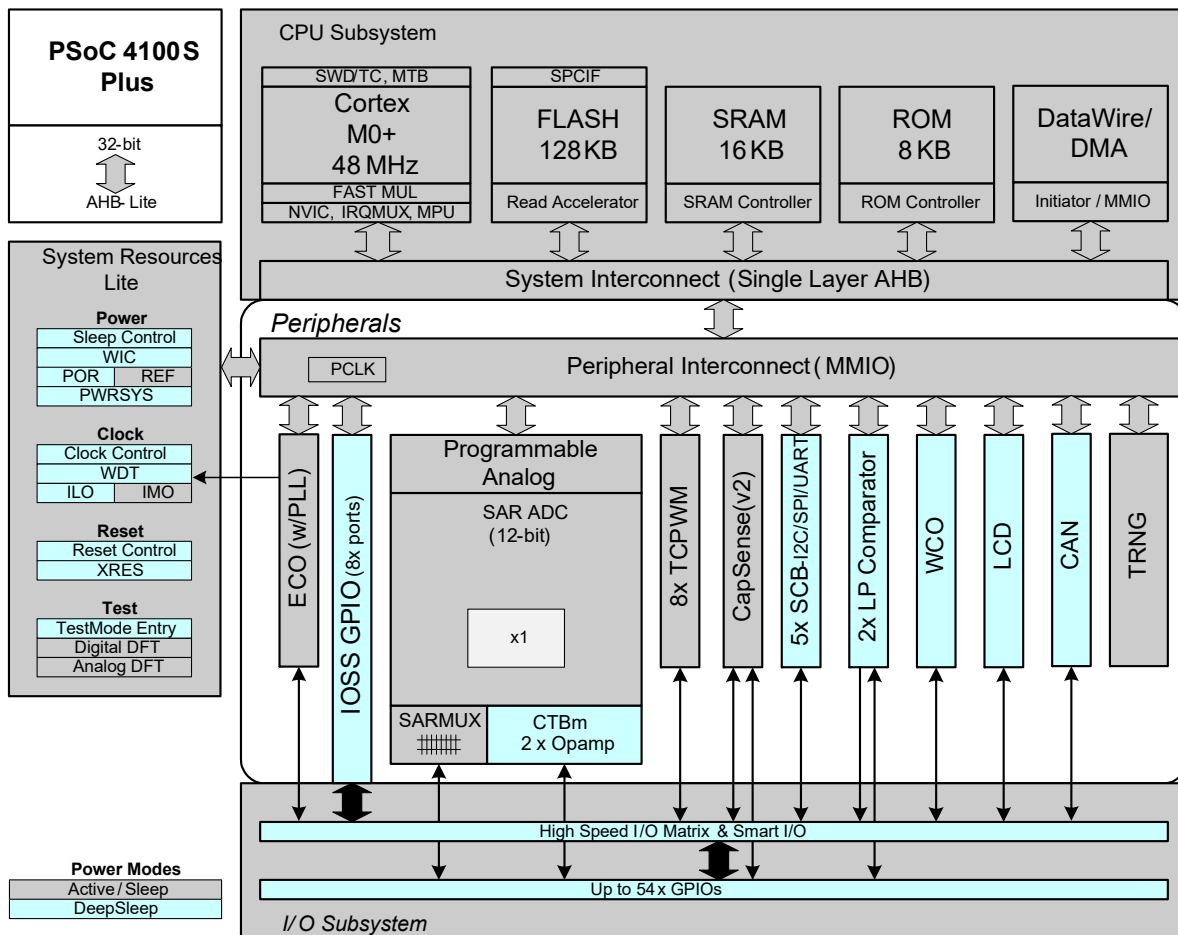 PSoC 4100S
Plus
32-bit
AHB- Lite
CPU Subsystem
SWD/TC, MTB
Cortex
M0+
48 MHz
FAST MUL
NVIC, IRQMUX, MPU
SPCIF
FLASH
128 KB
Read Accelerator
SRAM
16 KB
SRAM Controller
ROM
8 KB
ROM Controller
DataWire/
DMA
Initiator / MMIO
System Interconnect (Single Layer AHB)
System Resources
Lite
Power
Sleep Control
WIC
POR REF
PWRSYS
Clock
Clock Control
WDT
ILO IMO
Reset
Reset Control
XRES
Test
TestMode Entry
Digital DFT
Analog DFT
Peripherals
PCLK
Peripheral Interconnect (MMIO)
ECO (w/PLL)
IOSS GPIO (8x ports)
Programmable
Analog
SAR ADC
(12-bit)
x1
SARMUX
CTBm
2 x Opamp
8x TCPWM
CapSense(v2)
5x SCB-I2C/SPI/UART
2x LP Comparator
WCO
LCD
CAN
TRNG
High Speed I/O Matrix & Smart I/O
Up to 54x GPIOs
I/O Subsystem
Power Modes
Active / Sleep
DeepSleep